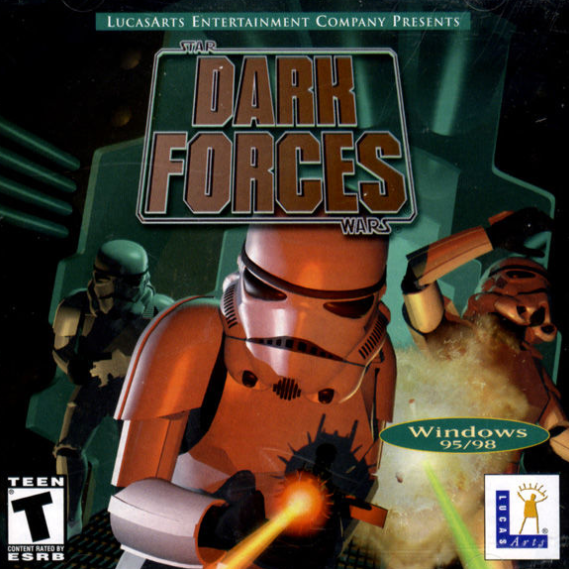 LUCASARTS ENTERTAINMENT COMPANY PRESENTS
STAR
DARK
FORCES
WARS
Windows
95/98
TEEN
T
CONTENT RATED BY
ESRB
LUCAS
Arts